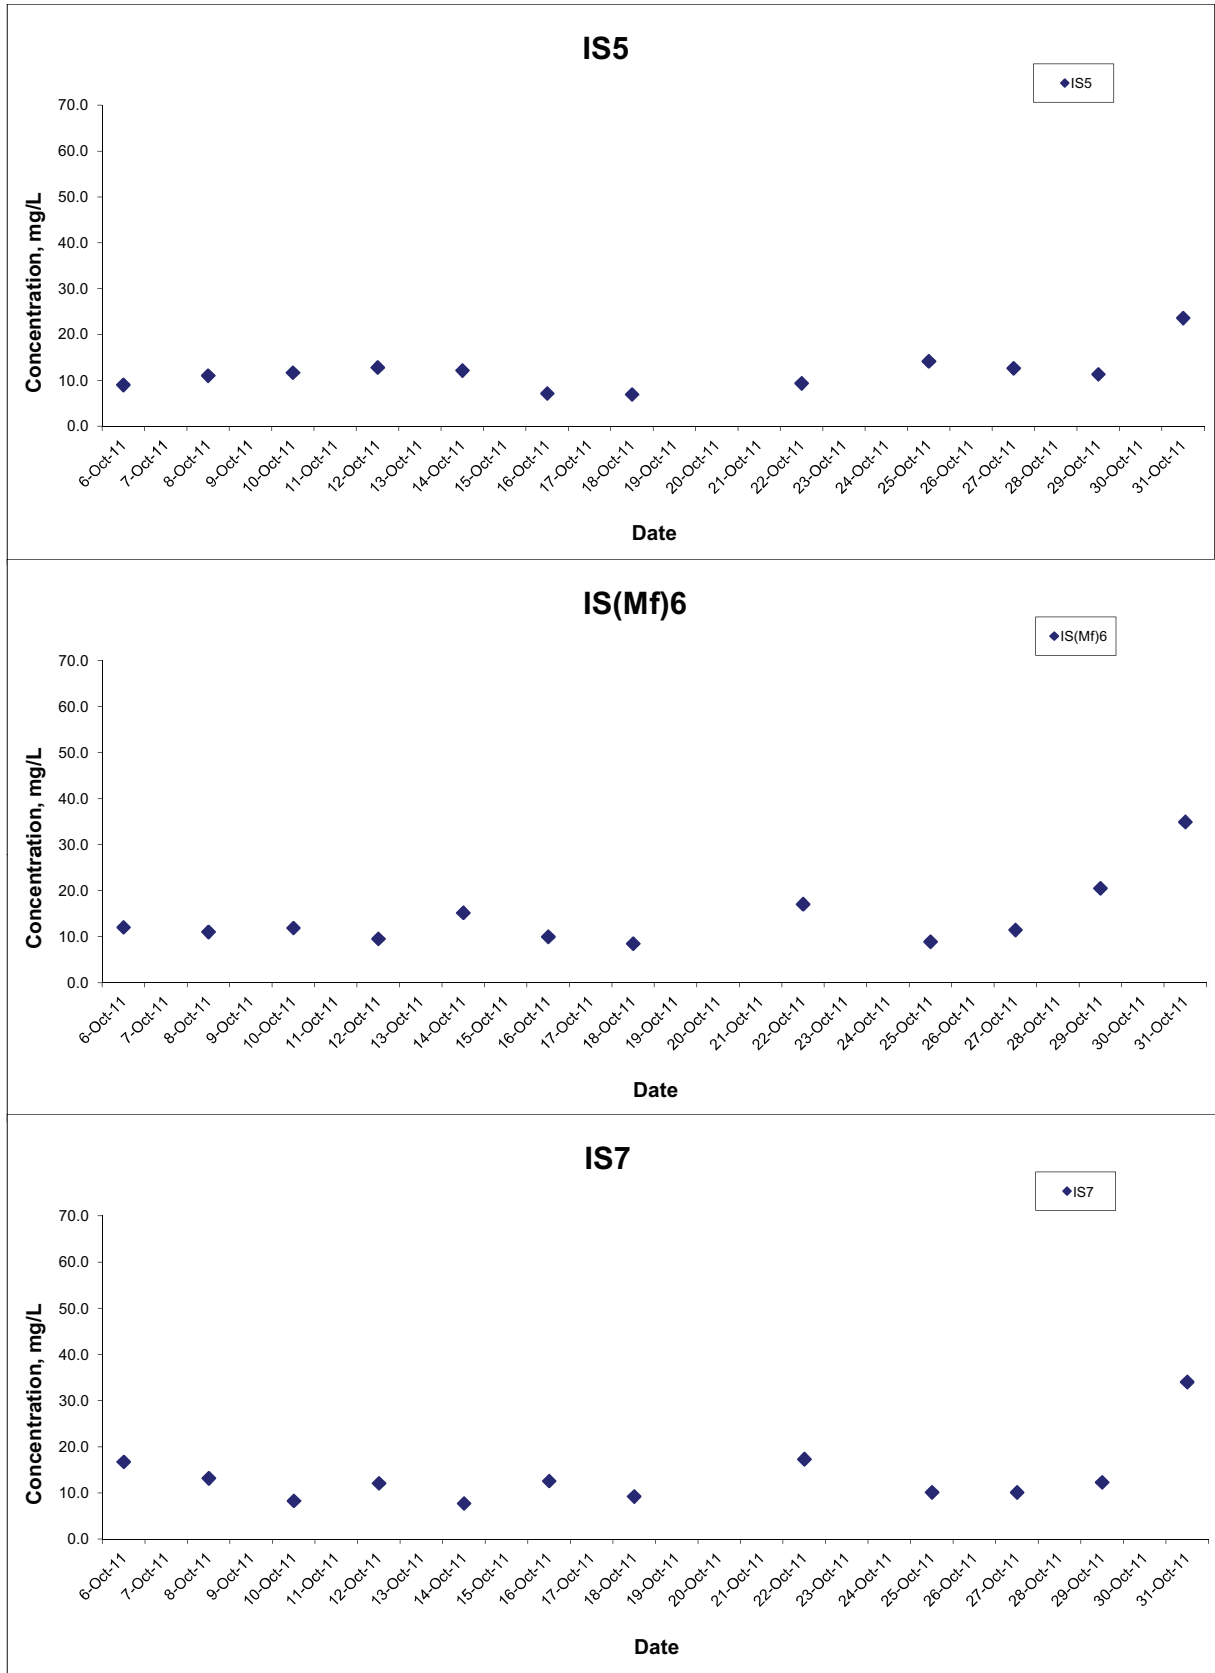 IS5
IS5
70.0
60.0
50.0
40.0
30.0
20.0
10.0
0.0
Concentration, mg/L
6-Oct-11
7-Oct-11
8-Oct-11
9-Oct-11
10-Oct-11
11-Oct-11
12-Oct-11
13-Oct-11
14-Oct-11
15-Oct-11
16-Oct-11
17-Oct-11
18-Oct-11
19-Oct-11
20-Oct-11
21-Oct-11
22-Oct-11
23-Oct-11
24-Oct-11
25-Oct-11
26-Oct-11
27-Oct-11
28-Oct-11
29-Oct-11
30-Oct-11
31-Oct-11
Date
IS(Mf)6
IS(Mf)6
70.0
60.0
50.0
40.0
30.0
20.0
10.0
0.0
Concentration, mg/L
6-Oct-11
7-Oct-11
8-Oct-11
9-Oct-11
10-Oct-11
11-Oct-11
12-Oct-11
13-Oct-11
14-Oct-11
15-Oct-11
16-Oct-11
17-Oct-11
18-Oct-11
19-Oct-11
20-Oct-11
21-Oct-11
22-Oct-11
23-Oct-11
24-Oct-11
25-Oct-11
26-Oct-11
27-Oct-11
28-Oct-11
29-Oct-11
30-Oct-11
31-Oct-11
Date
IS7
IS7
70.0
60.0
50.0
40.0
30.0
20.0
10.0
0.0
Concentration, mg/L
6-Oct-11
7-Oct-11
8-Oct-11
9-Oct-11
10-Oct-11
11-Oct-11
12-Oct-11
13-Oct-11
14-Oct-11
15-Oct-11
16-Oct-11
17-Oct-11
18-Oct-11
19-Oct-11
20-Oct-11
21-Oct-11
22-Oct-11
23-Oct-11
24-Oct-11
25-Oct-11
26-Oct-11
27-Oct-11
28-Oct-11
29-Oct-11
30-Oct-11
31-Oct-11
Date